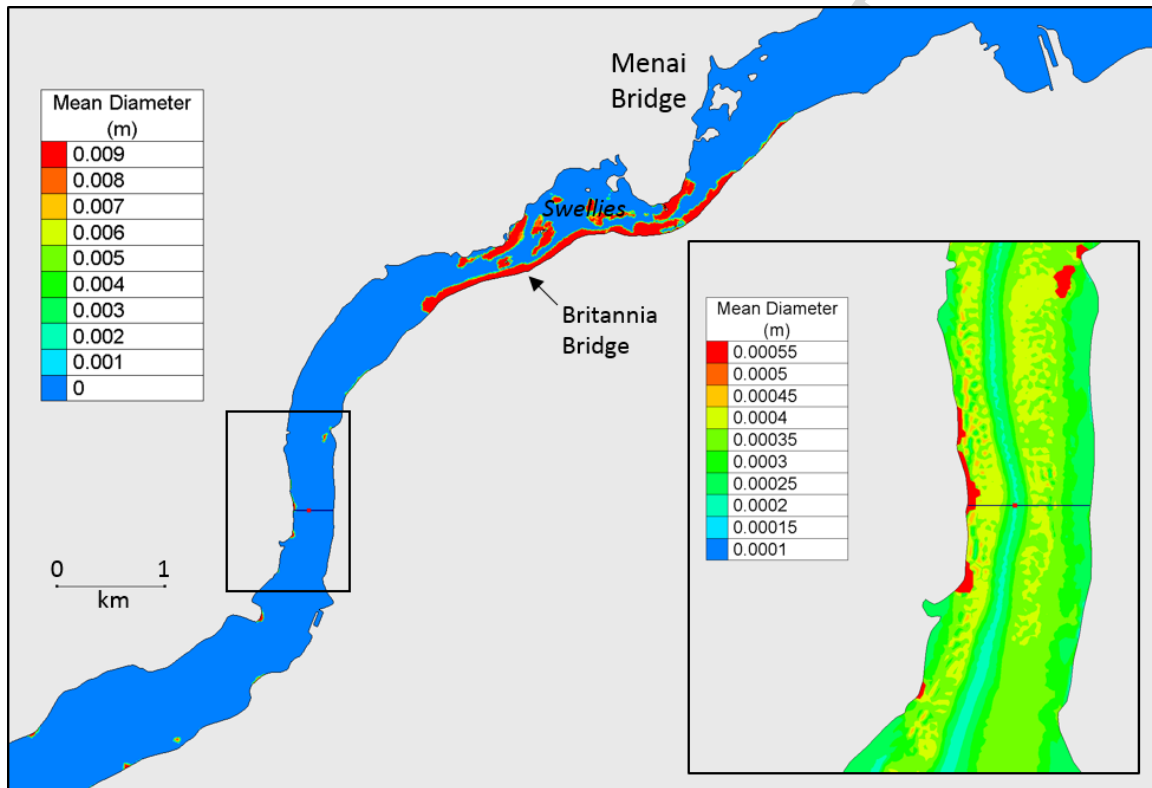 Menai
Bridge
Mean Diameter
(m)
0.009
0.008
0.007
0.006
0.005
0.004
0.003
0.002
0.001
0
Swellies
Britannia
Bridge
0 1
km
Mean Diameter
(m)
0.00055
0.0005
0.00045
0.0004
0.00035
0.0003
0.00025
0.0002
0.00015
0.0001